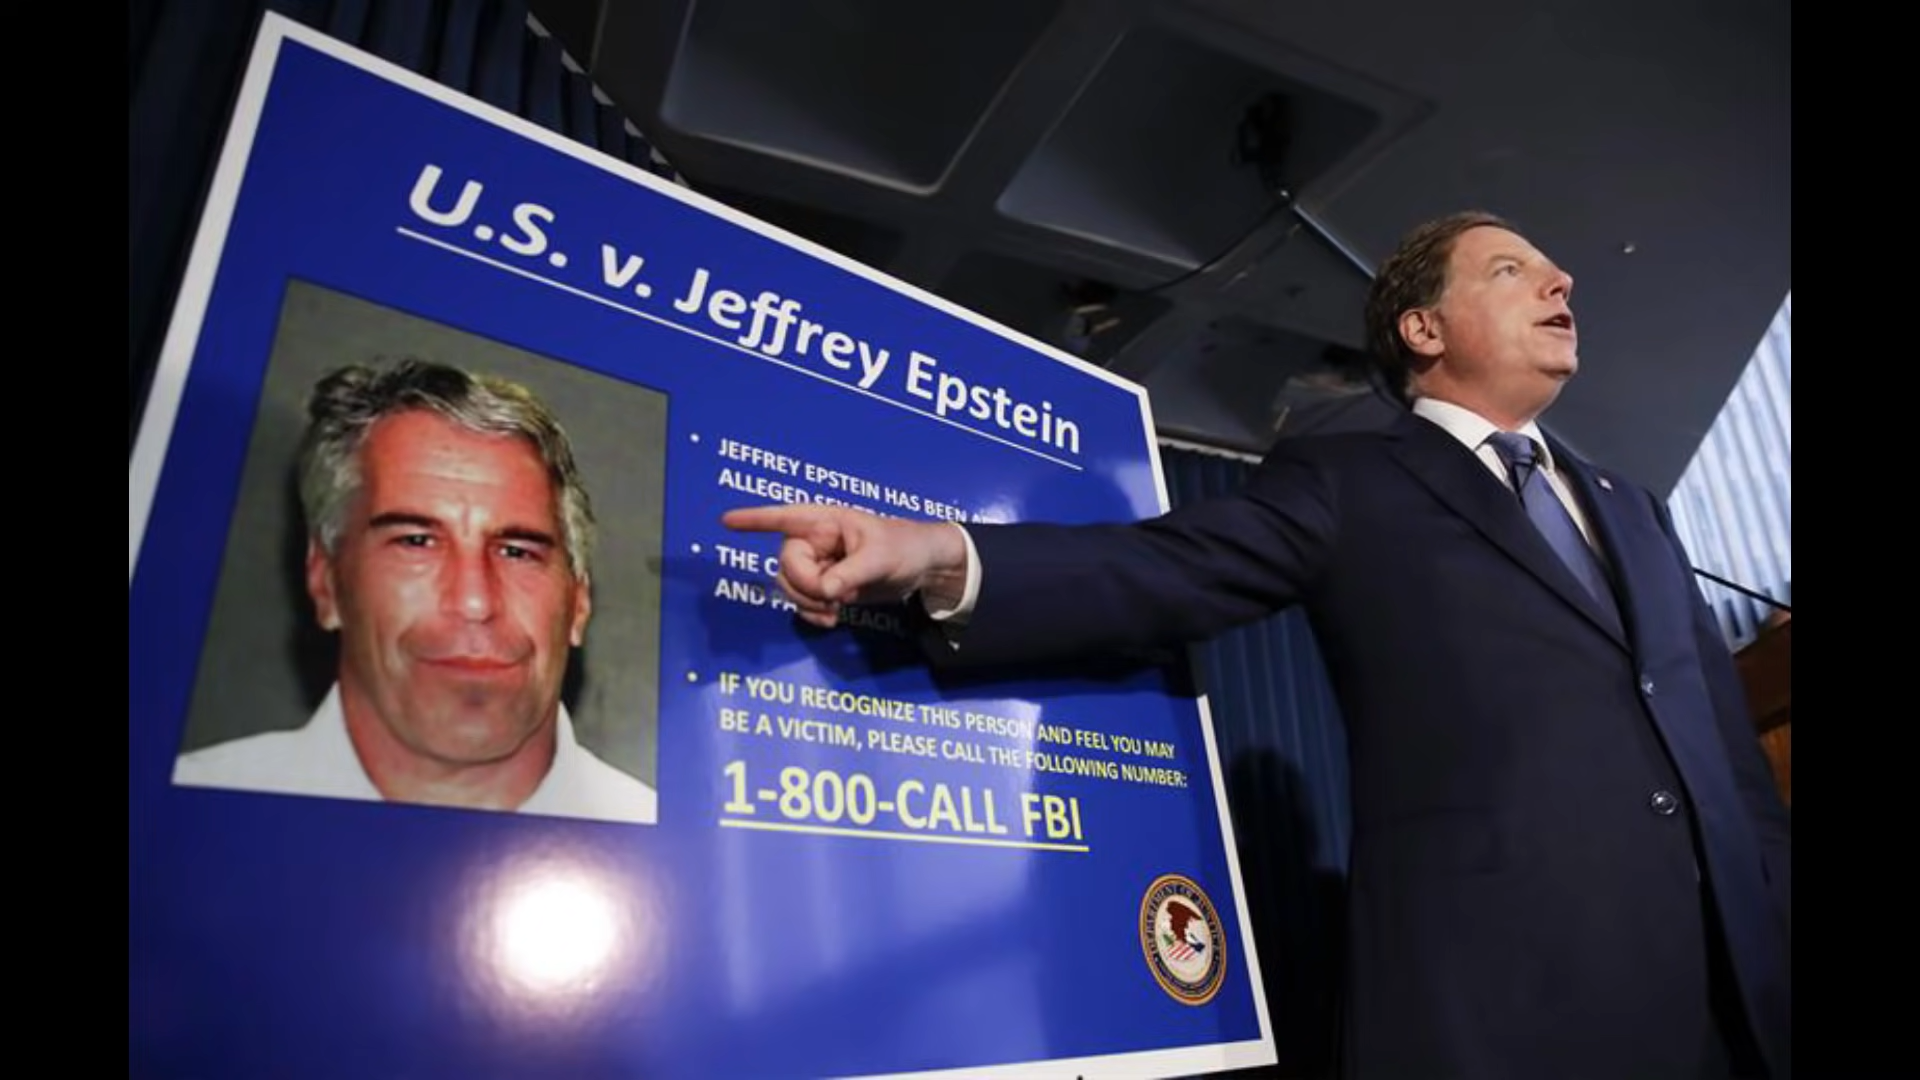 U.S. v. Jeffrey Epstein
• JEFFREY EPSTEIN HAS BEEN
ALLEGED
• THE
AND
BEACH,
• IF YOU RECOGNIZE THIS PERSON AND FEEL YOU MAY
BE A VICTIM, PLEASE CALL THE FOLLOWING NUMBER:
1-800-CALL FBI